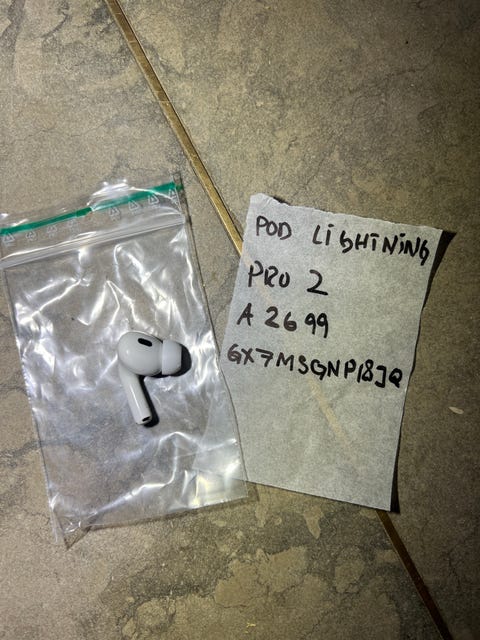 POD LiGHTNiNG
PRO 2
A 2699
GX7MSGNP18JQ